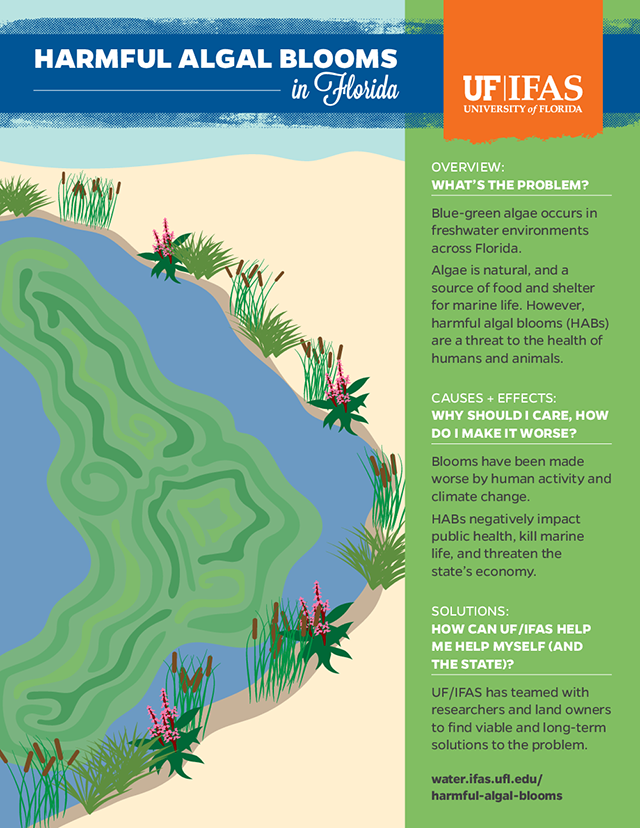 HARMFUL ALGAL BLOOMS
in Florida
UF|IFAS
UNIVERSITY of FLORIDA
OVERVIEW:
WHAT'S THE PROBLEM?
Blue-green algae occurs in
freshwater environments
across Florida.
Algae is natural, and a
source of food and shelter
for marine life. However,
harmful algal blooms (HABs)
are a threat to the health of
humans and animals.
CAUSES + EFFECTS:
WHY SHOULD I CARE, HOW
DO I MAKE IT WORSE?
Blooms have been made
worse by human activity and
climate change.
HABs negatively impact
public health, kill marine
life, and threaten the
state's economy.
SOLUTIONS:
HOW CAN UF/IFAS HELP
ME HELP MYSELF (AND
THE STATE)?
UF/IFAS has teamed with
researchers and land owners
to find viable and long-term
solutions to the problem.
water.ifas.ufl.edu/
harmful-algal-blooms